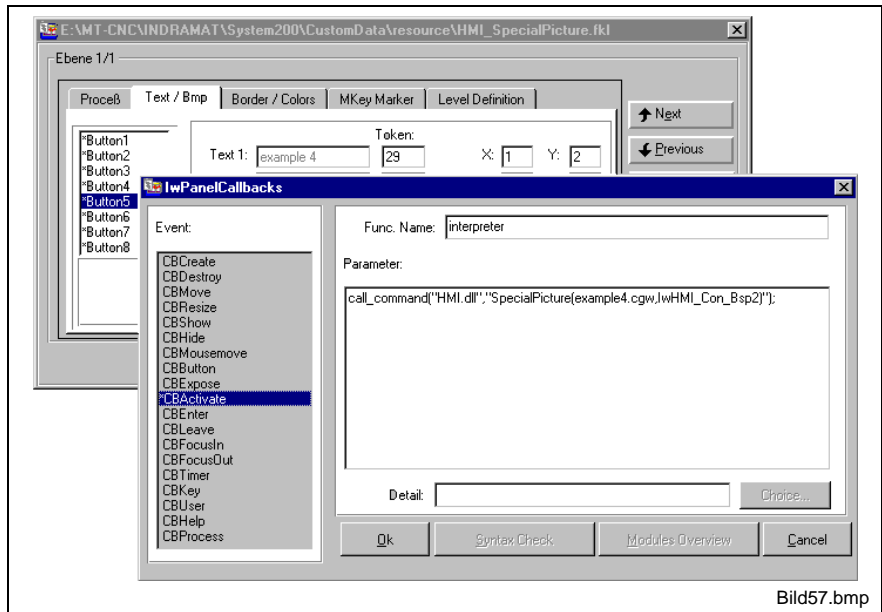 E:\MT-CNC\INDRAMAT\System200\CustomData\resource\HMI_SpecialPicture.fkl
Ebene 1/1
Proceß Text / Bmp Border / Colors MKey Marker Level Definition
Next
Previous
*Button1
*Button2
*Button3
*Button4
*Button5
*Button6
*Button7
*Button8
Token:
Text 1: example 4 29 X: 1 Y: 2
IwPanelCallbacks
Event:
CBCreate
CBDestroy
CBMove
CBResize
CBShow
CBHide
CBMousemove
CBButton
CBExpose
*CBActivate
CBEnter
CBLeave
CBFocusIn
CBFocusOut
CBTimer
CBKey
CBUser
CBHelp
CBProcess
Func. Name: interpreter
Parameter:
call_command("HMI.dll","SpecialPicture(example4.cgw,IwHMI_Con_Bsp2)");
Detail: Choice...
Ok Syntax Check Modules Overview Cancel
Bild57.bmp